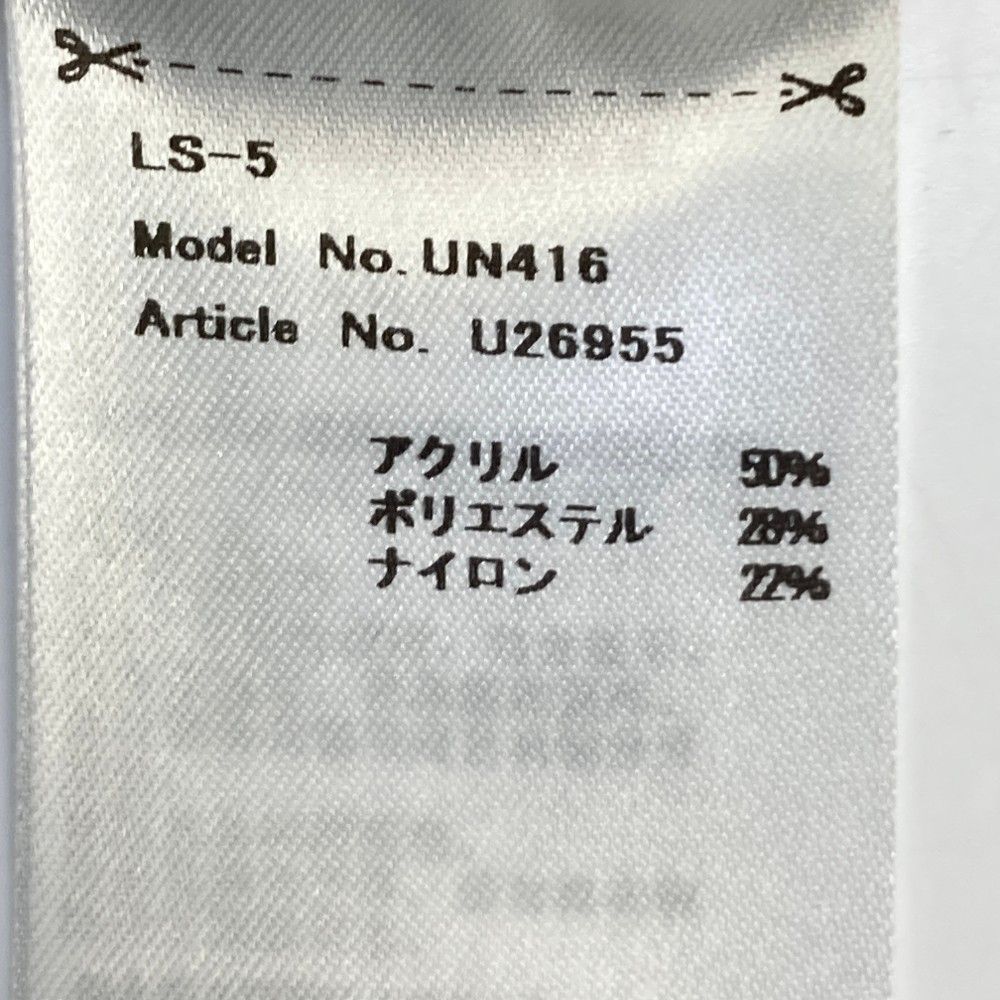 LS-5
Model No. UN416
Article No. U26955
アクリル 50%
ポリエステル 28%
ナイロン 22%